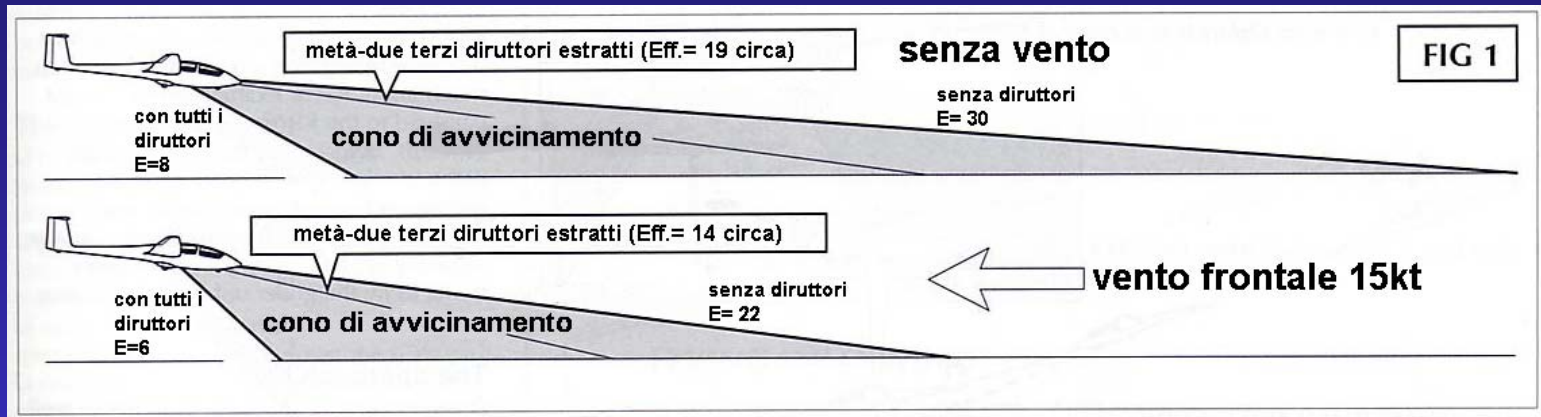 metà-due terzi diruttori estratti (Eff.= 19 circa)
senza vento
FIG 1
con tutti i
diruttori
E=8
cono di avvicinamento
senza diruttori
E= 30
metà-due terzi diruttori estratti (Eff.= 14 circa)
con tutti i
diruttori
E=6
cono di avvicinamento
senza diruttori
E= 22
vento frontale 15kt